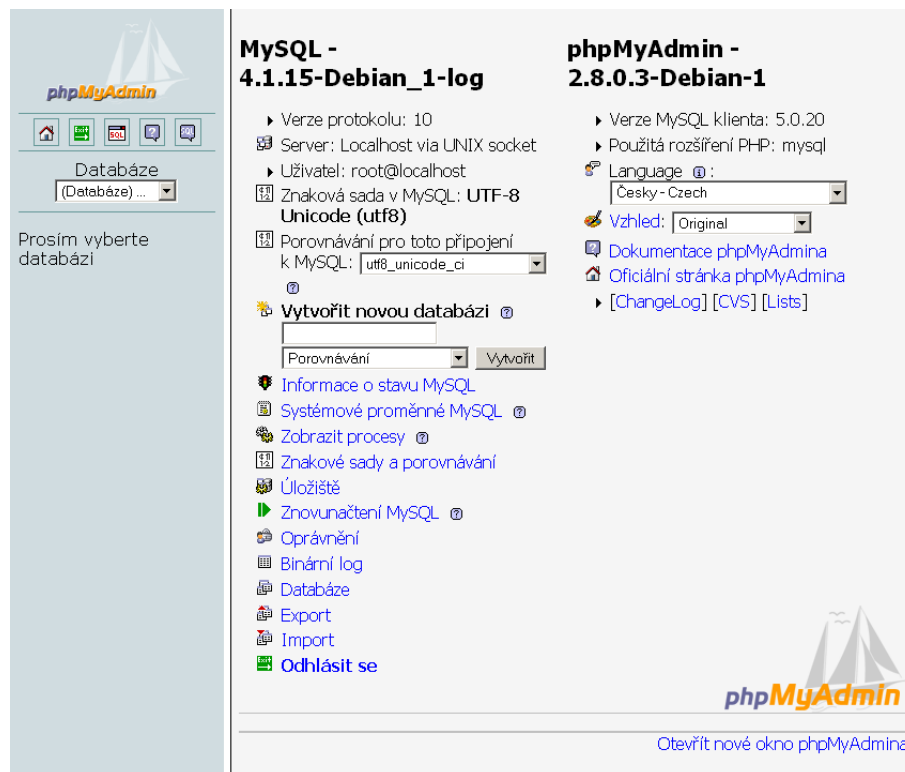 phpMyAdmin
Databáze
(Databáze) ...
Prosím vyberte
databázi
MySQL -
4.1.15-Debian_1-log
Verze protokolu: 10
Server: Localhost via UNIX socket
Uživatel: root@localhost
Znaková sada v MySQL: UTF-8
Unicode (utf8)
Porovnávání pro toto připojení
k MySQL: utf8_unicode_ci
Vytvořit novou databázi
Porovnávání Vytvořit
Informace o stavu MySQL
Systémové proměnné MySQL
Zobrazit procesy
Znakové sady a porovnávání
Úložiště
Znovunačtení MySQL
Oprávnění
Binární log
Databáze
Export
Import
Odhlásit se
phpMyAdmin -
2.8.0.3-Debian-1
Verze MySQL klienta: 5.0.20
Použitá rozšíření PHP: mysql
Language :
Česky - Czech
Vzhled: Original
Dokumentace phpMyAdmina
Oficiální stránka phpMyAdmina
[ChangeLog] [CVS] [Lists]
phpMyAdmin
Otevřít nové okno phpMyAdmina